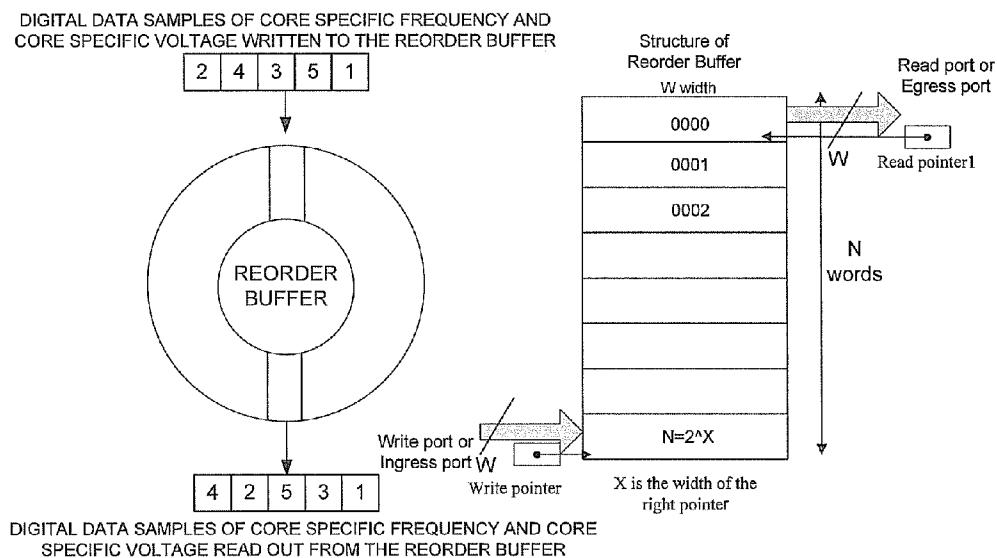 DIGITAL DATA SAMPLES OF CORE SPECIFIC FREQUENCY AND
CORE SPECIFIC VOLTAGE WRITTEN TO THE REORDER BUFFER
2 4 3 5 1
REORDER
BUFFER
4 2 5 3 1
DIGITAL DATA SAMPLES OF CORE SPECIFIC FREQUENCY AND CORE
SPECIFIC VOLTAGE READ OUT FROM THE REORDER BUFFER
Structure of
Reorder Buffer
W width
0000
0001
0002
N=2^X
X is the width of the
right pointer
Read port or
Egress port
W
Read pointer1
N
words
Write port or
Ingress port
W
Write pointer